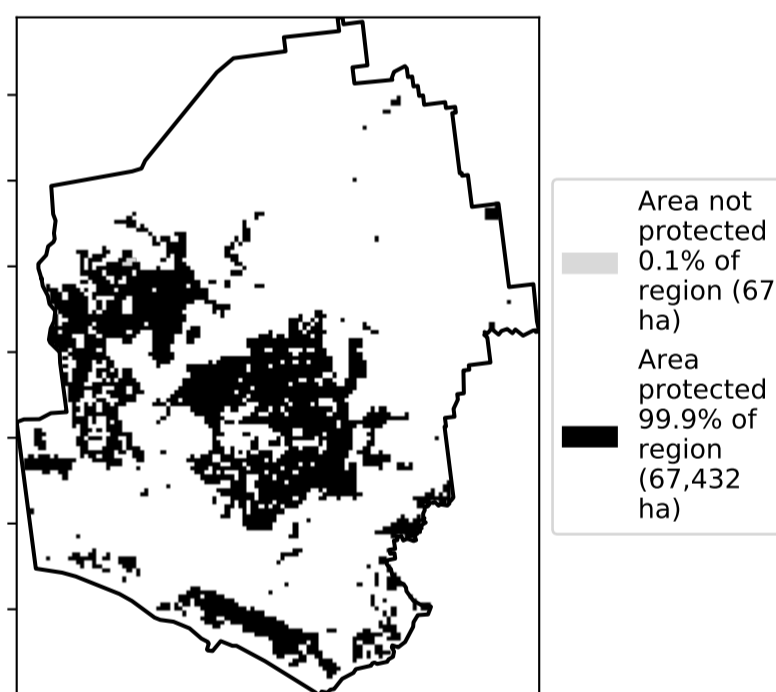 Area not
protected
0.1% of
region (67
ha)
Area
protected
99.9% of
region
(67,432
ha)